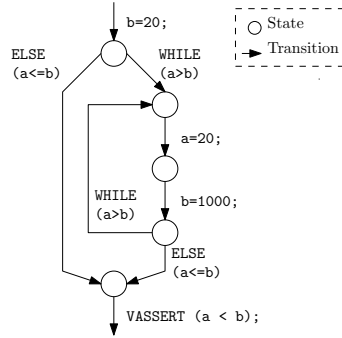 b=20;
ELSE
(a<=b)
WHILE
(a>b)
State
Transition
a=20;
WHILE
(a>b)
b=1000;
ELSE
(a<=b)
VASSERT (a < b);